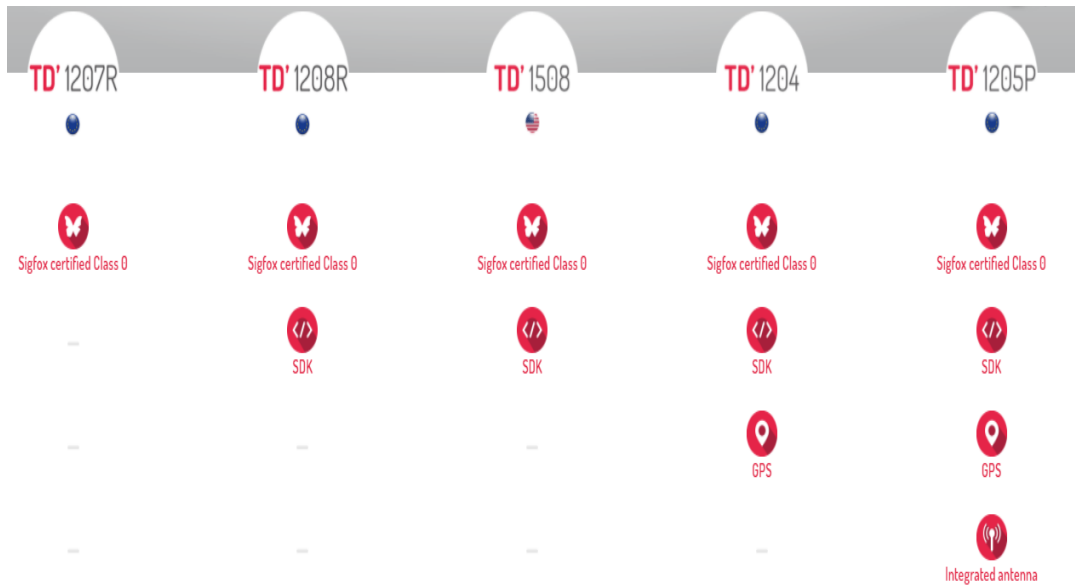 TD' 1207R TD' 1208R TD' 1508 TD' 1204 TD' 1205P
Sigfox certified Class 0 Sigfox certified Class 0 Sigfox certified Class 0 Sigfox certified Class 0 Sigfox certified Class 0
</> </> </> </>
SDK SDK SDK SDK
GPS GPS
Integrated antenna